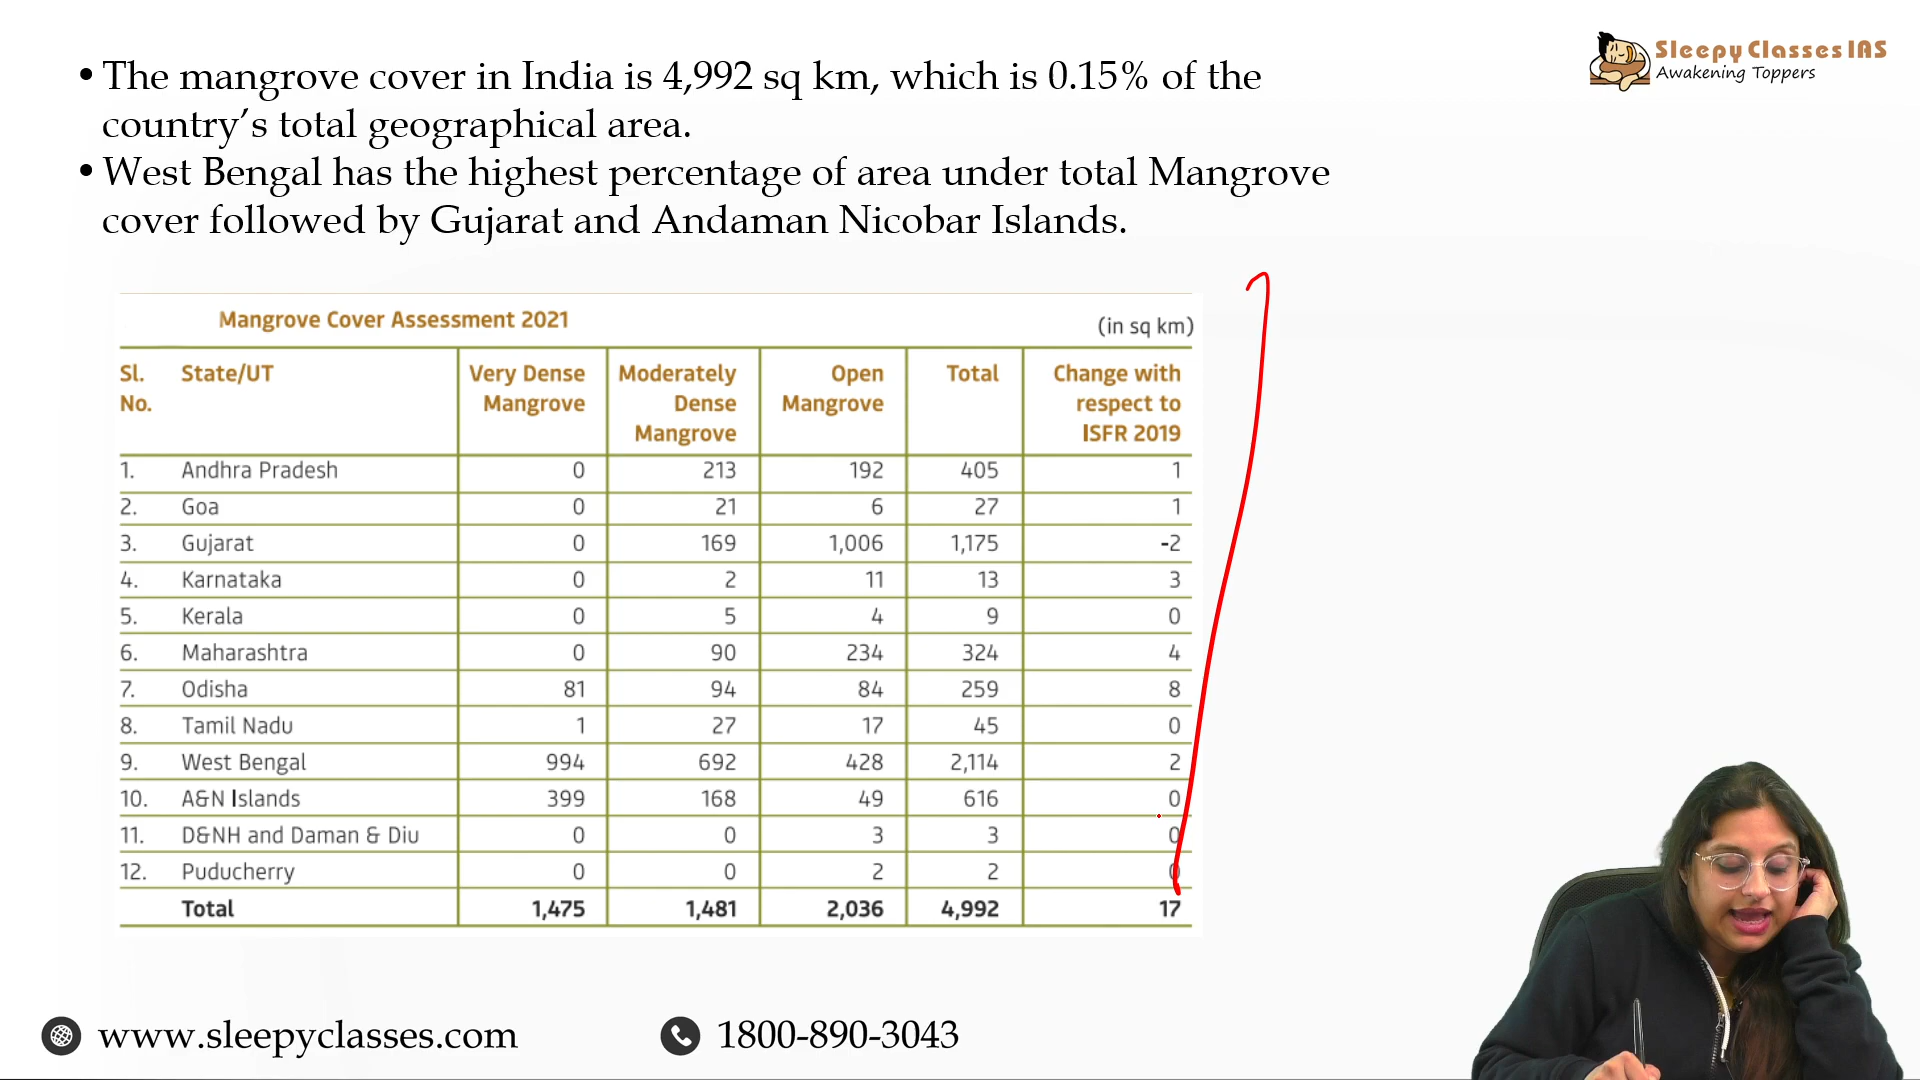 Sleepy Classes IAS
Awakening Toppers
• The mangrove cover in India is 4,992 sq km, which is 0.15% of the
country’s total geographical area.
• West Bengal has the highest percentage of area under total Mangrove
cover followed by Gujarat and Andaman Nicobar Islands.
Mangrove Cover Assessment 2021 (in sq km)
Sl. No. State/UT Very Dense Mangrove Moderately Dense Mangrove Open Mangrove Total Change with respect to ISFR 2019
1. Andhra Pradesh 0 213 192 405 1
2. Goa 0 21 6 27 1
3. Gujarat 0 169 1,006 1,175 -2
4. Karnataka 0 2 11 13 3
5. Kerala 0 5 4 9 0
6. Maharashtra 0 90 234 324 4
7. Odisha 81 94 84 259 8
8. Tamil Nadu 1 27 17 45 0
9. West Bengal 994 692 428 2,114 2
10. A&N Islands 399 168 49 616 0
11. D&NH and Daman & Diu 0 0 3 3 0
12. Puducherry 0 0 2 2 0
Total 1,475 1,481 2,036 4,992 17
www.sleepyclasses.com 1800-890-3043